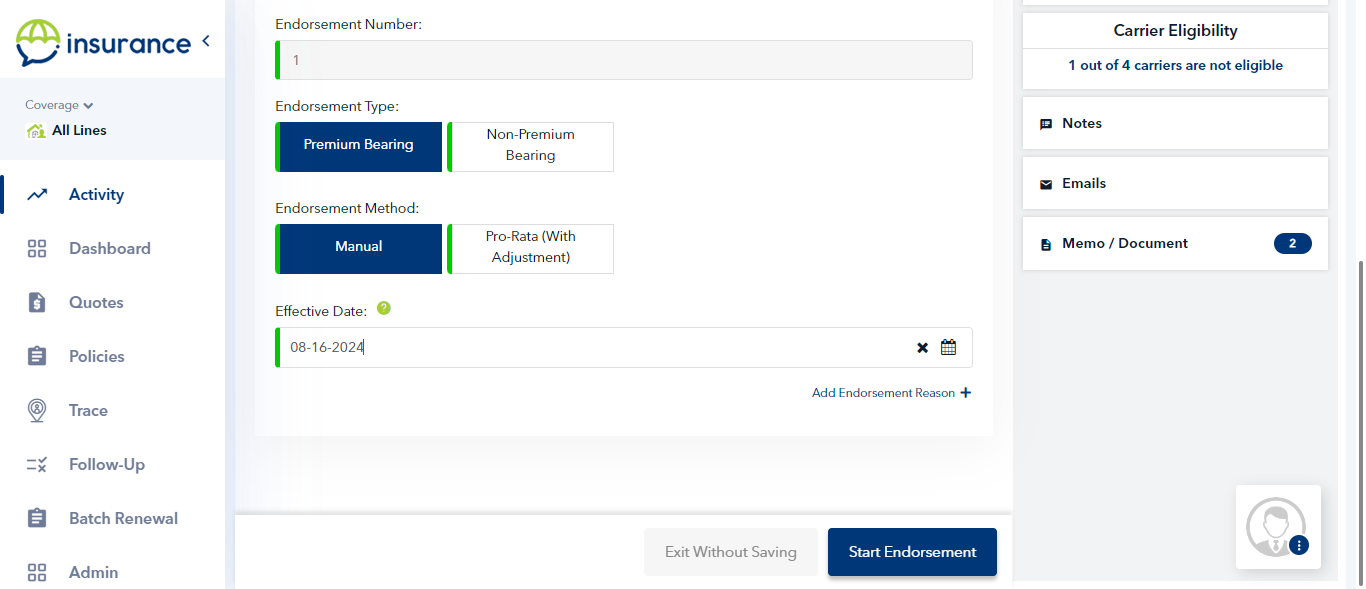 insurance
Coverage
All Lines
Activity
Dashboard
Quotes
Policies
Trace
Follow-Up
Batch Renewal
Admin
Endorsement Number:
1
Endorsement Type:
Premium Bearing
Non-Premium
Bearing
Endorsement Method:
Manual
Pro-Rata (With
Adjustment)
Effective Date: ?
08-16-2024
Add Endorsement Reason +
Exit Without Saving
Start Endorsement
Carrier Eligibility
1 out of 4 carriers are not eligible
Notes
Emails
Memo / Document 2